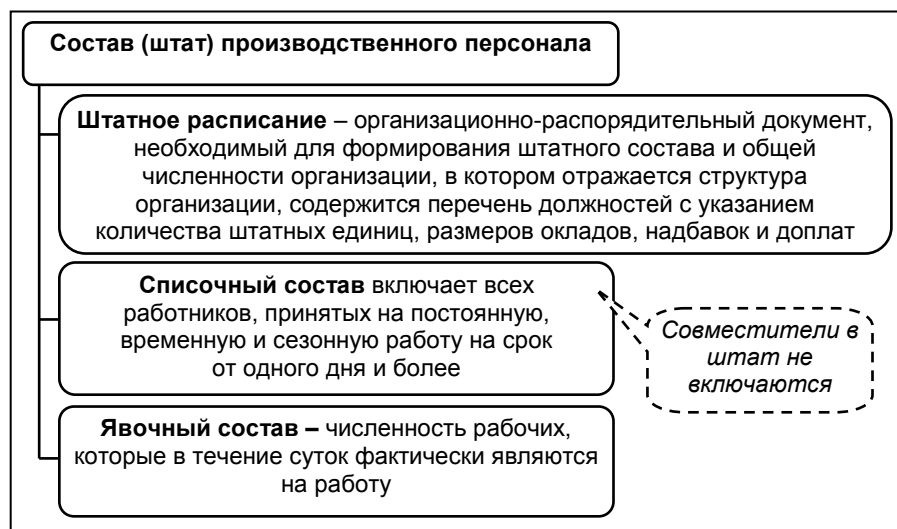 Состав (штат) производственного персонала
Штатное расписание – организационно-распорядительный документ,
необходимый для формирования штатного состава и общей
численности организации, в котором отражается структура
организации, содержится перечень должностей с указанием
количества штатных единиц, размеров окладов, надбавок и доплат
Списочный состав включает всех
работников, принятых на постоянную,
временную и сезонную работу на срок
от одного дня и более
Совместители в
штат не
включаются
Явочный состав – численность рабочих,
которые в течение суток фактически являются
на работу